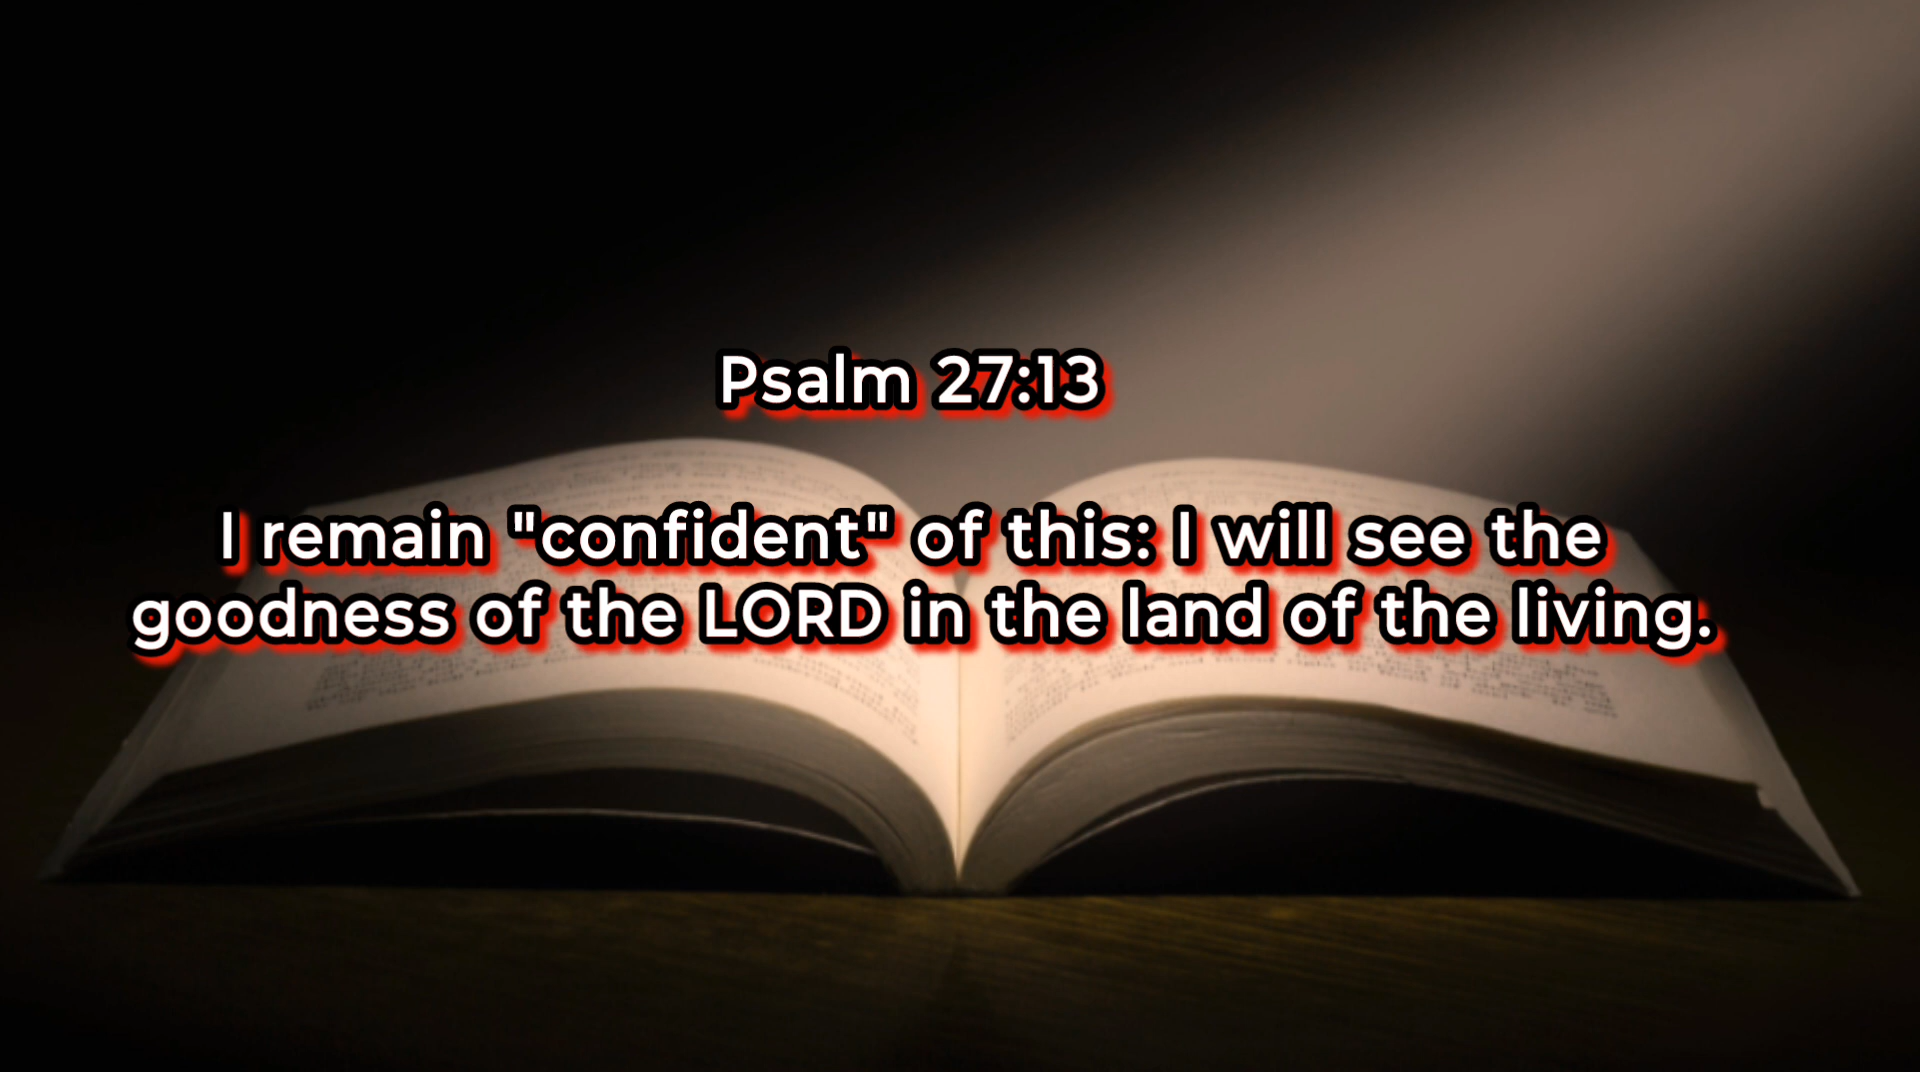 Psalm 27:13
I remain "confident" of this: I will see the
goodness of the LORD in the land of the living.